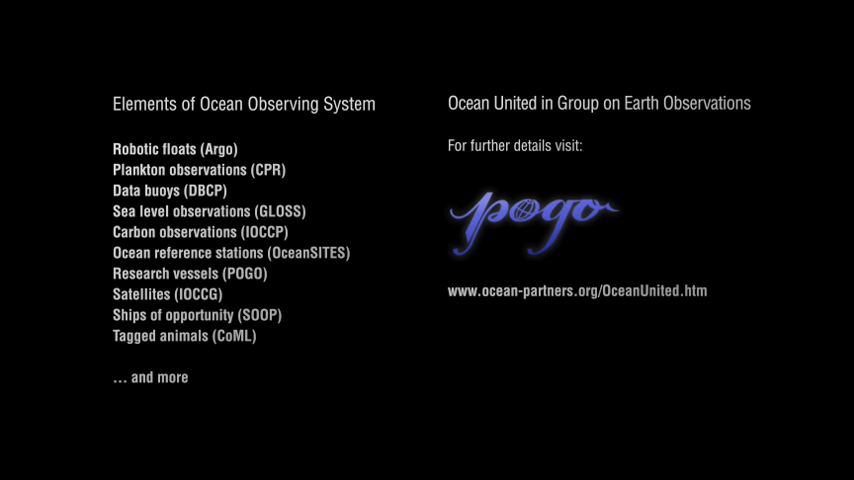 Elements of Ocean Observing System
Robotic floats (Argo)
Plankton observations (CPR)
Data buoys (DBCP)
Sea level observations (GLOSS)
Carbon observations (IOCCP)
Ocean reference stations (OceanSITES)
Research vessels (POGO)
Satellites (IOCCG)
Ships of opportunity (SOOP)
Tagged animals (CoML)
... and more
Ocean United in Group on Earth Observations
For further details visit:
pogo
www.ocean-partners.org/OceanUnited.htm